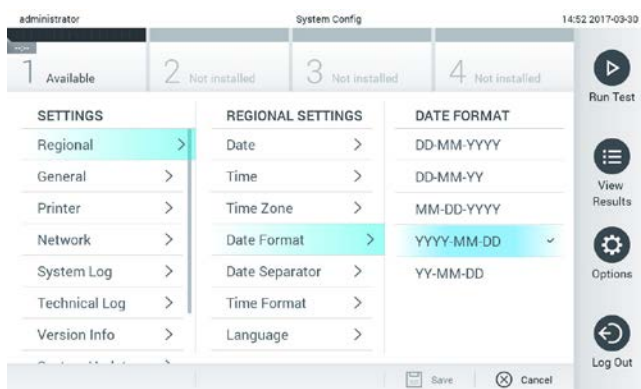 administrator
System Config
14:52 2017-03-30
--:--
1 Available
2 Not installed
3 Not installed
4 Not installed
Run Test
View
Results
Options
Log Out
SETTINGS
Regional
General
Printer
Network
System Log
Technical Log
Version Info
REGIONAL SETTINGS
Date
Time
Time Zone
Date Format
Date Separator
Time Format
Language
DATE FORMAT
DD-MM-YYYY
DD-MM-YY
MM-DD-YYYY
YYYY-MM-DD
YY-MM-DD
Save
Cancel